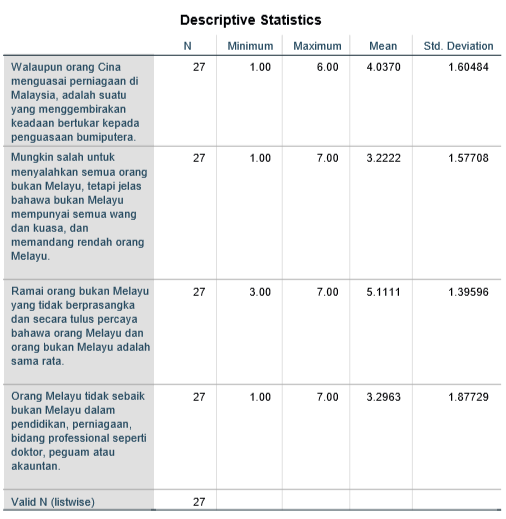 Descriptive Statistics
N Minimum Maximum Mean Std. Deviation
Walaupun orang Cina 27 1.00 6.00 4.0370 1.60484
menguasai perniagaan di
Malaysia, adalah suatu
yang menggembirakan
keadaan bertukar kepada
penguasaan bumiputera.
Mungkin salah untuk 27 1.00 7.00 3.2222 1.57708
menyalahkan semua orang
bukan Melayu, tetapi jelas
bahawa bukan Melayu
mempunyai semua wang
dan kuasa, dan
memandang rendah orang
Melayu.
Ramai orang bukan Melayu 27 3.00 7.00 5.1111 1.39596
yang tidak berprasangka
dan secara tulus percaya
bahawa orang Melayu dan
orang bukan Melayu adalah
sama rata.
Orang Melayu tidak sebaik 27 1.00 7.00 3.2963 1.87729
bukan Melayu dalam
pendidikan, perniagaan,
bidang professional seperti
doktor, peguam atau
akauntan.
Valid N (listwise) 27